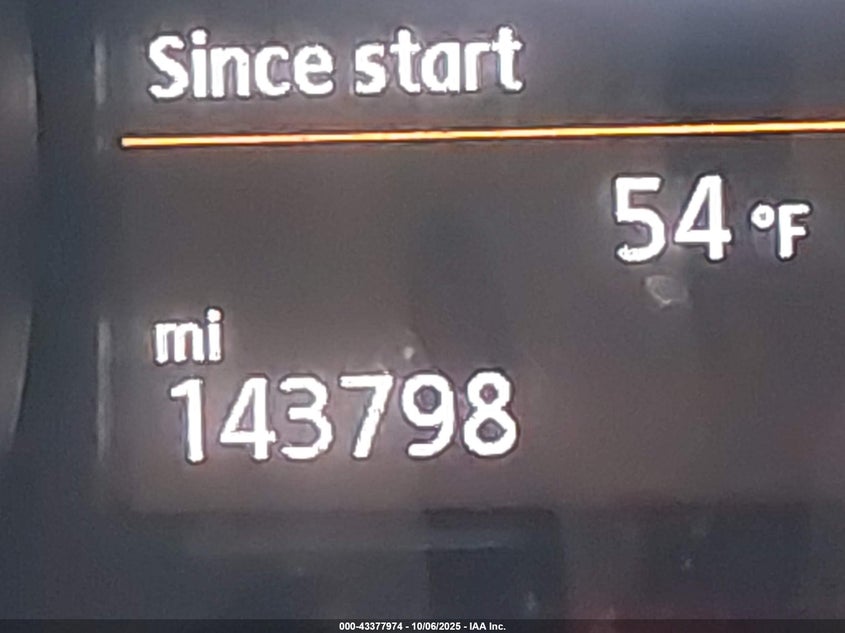 Since start
54 °F
mi
143798
000-43377974 - 10/06/2025 - IAA Inc.